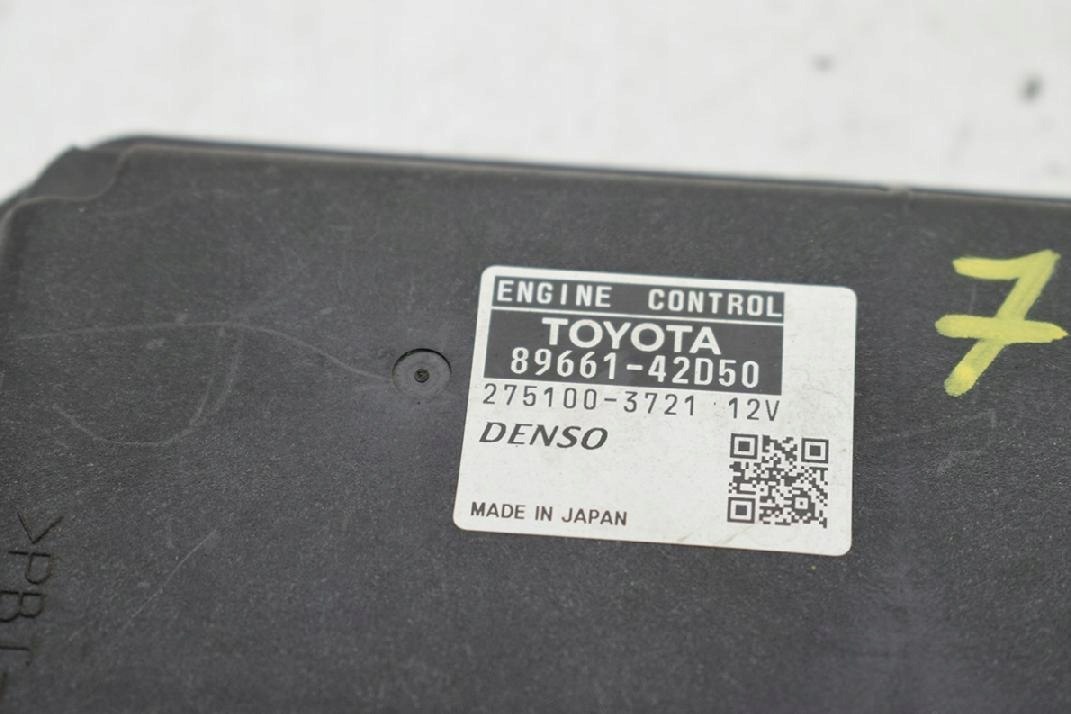 ENGINE CONTROL
TOYOTA
89661-42D50
275100-3721 12V
DENSO
MADE IN JAPAN
7